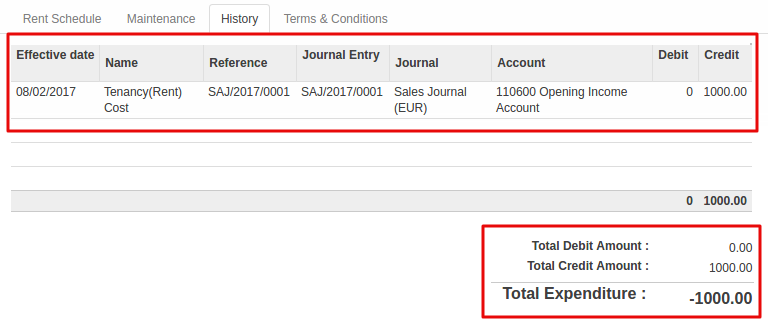 Rent Schedule Maintenance History Terms & Conditions
Effective date Name Reference Journal Entry Journal Account Debit Credit
08/02/2017 Tenancy(Rent) SAJ/2017/0001 SAJ/2017/0001 Sales Journal 110600 Opening Income 0 1000.00
Cost (EUR) Account
0 1000.00
Total Debit Amount : 0.00
Total Credit Amount : 1000.00
Total Expenditure : -1000.00